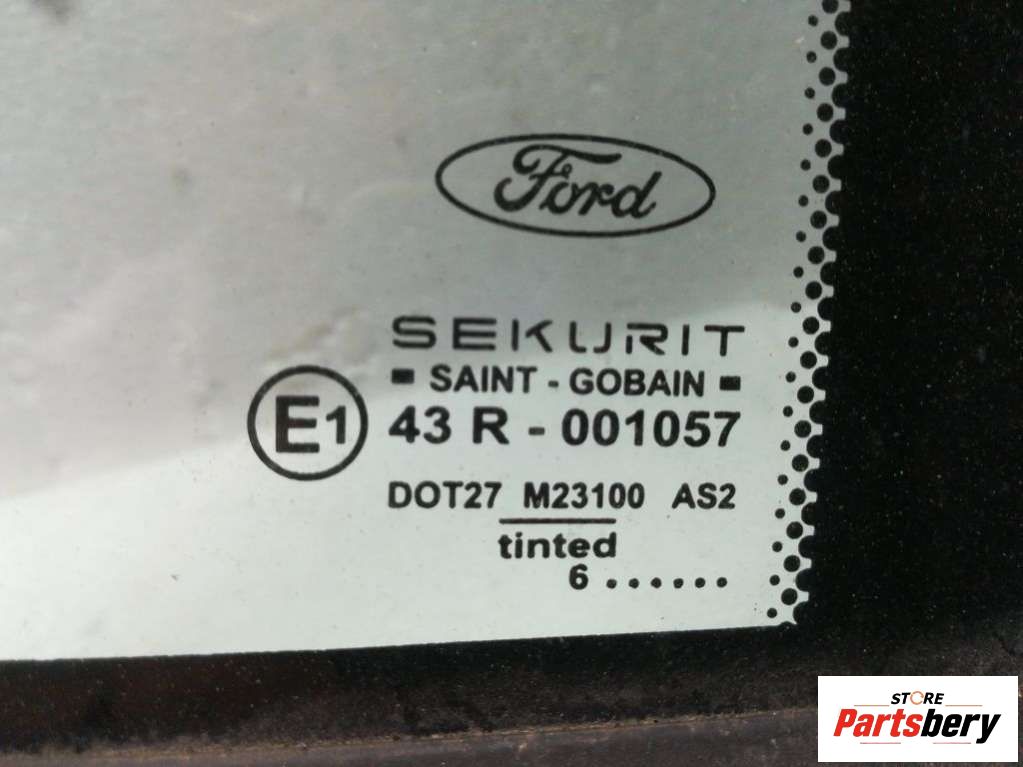 Ford
SEKURIT
SAINT - GOBAIN
E1
43 R - 001057
DOT27 M23100 AS2
tinted
6 ......
STORE
Partsbery